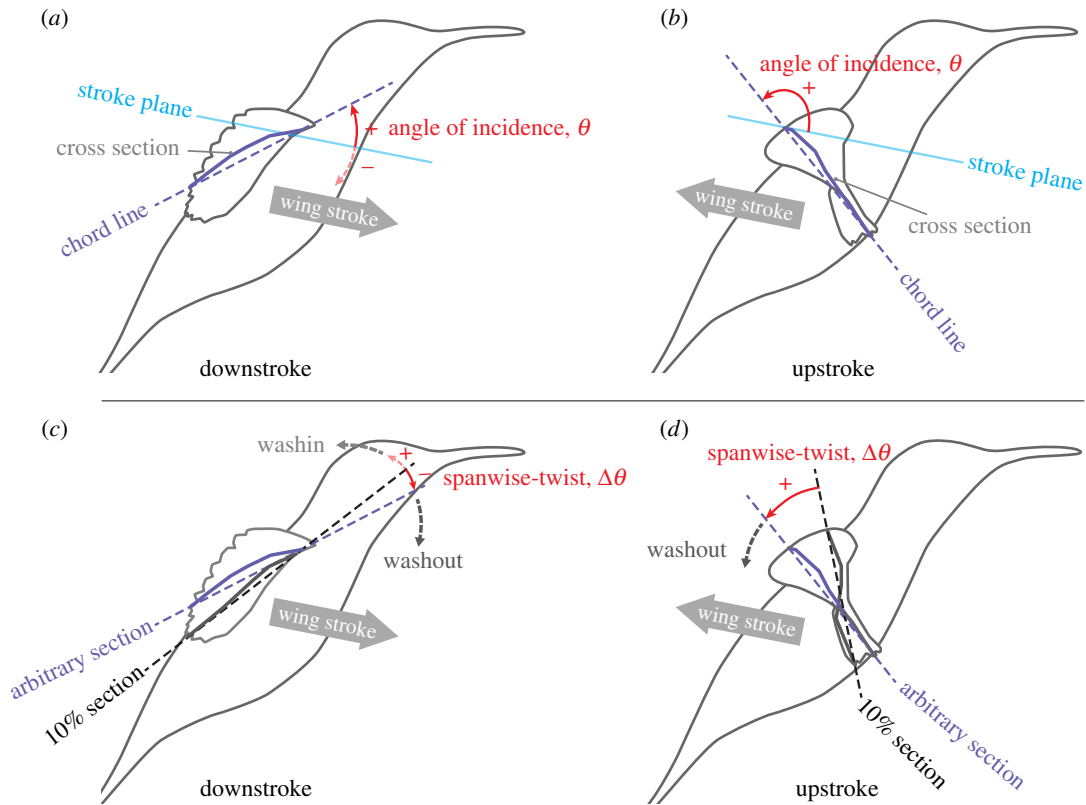 (a)
stroke plane
cross section
+
angle of incidence, θ
−
wing stroke
chord line
downstroke
(b)
angle of incidence, θ
+
stroke plane
wing stroke
cross section
chord line
upstroke
(c)
washin
+
−
spanwise-twist, Δθ
washout
wing stroke
arbitrary section
10% section
downstroke
(d)
spanwise-twist, Δθ
+
washout
wing stroke
arbitrary section
10% section
upstroke